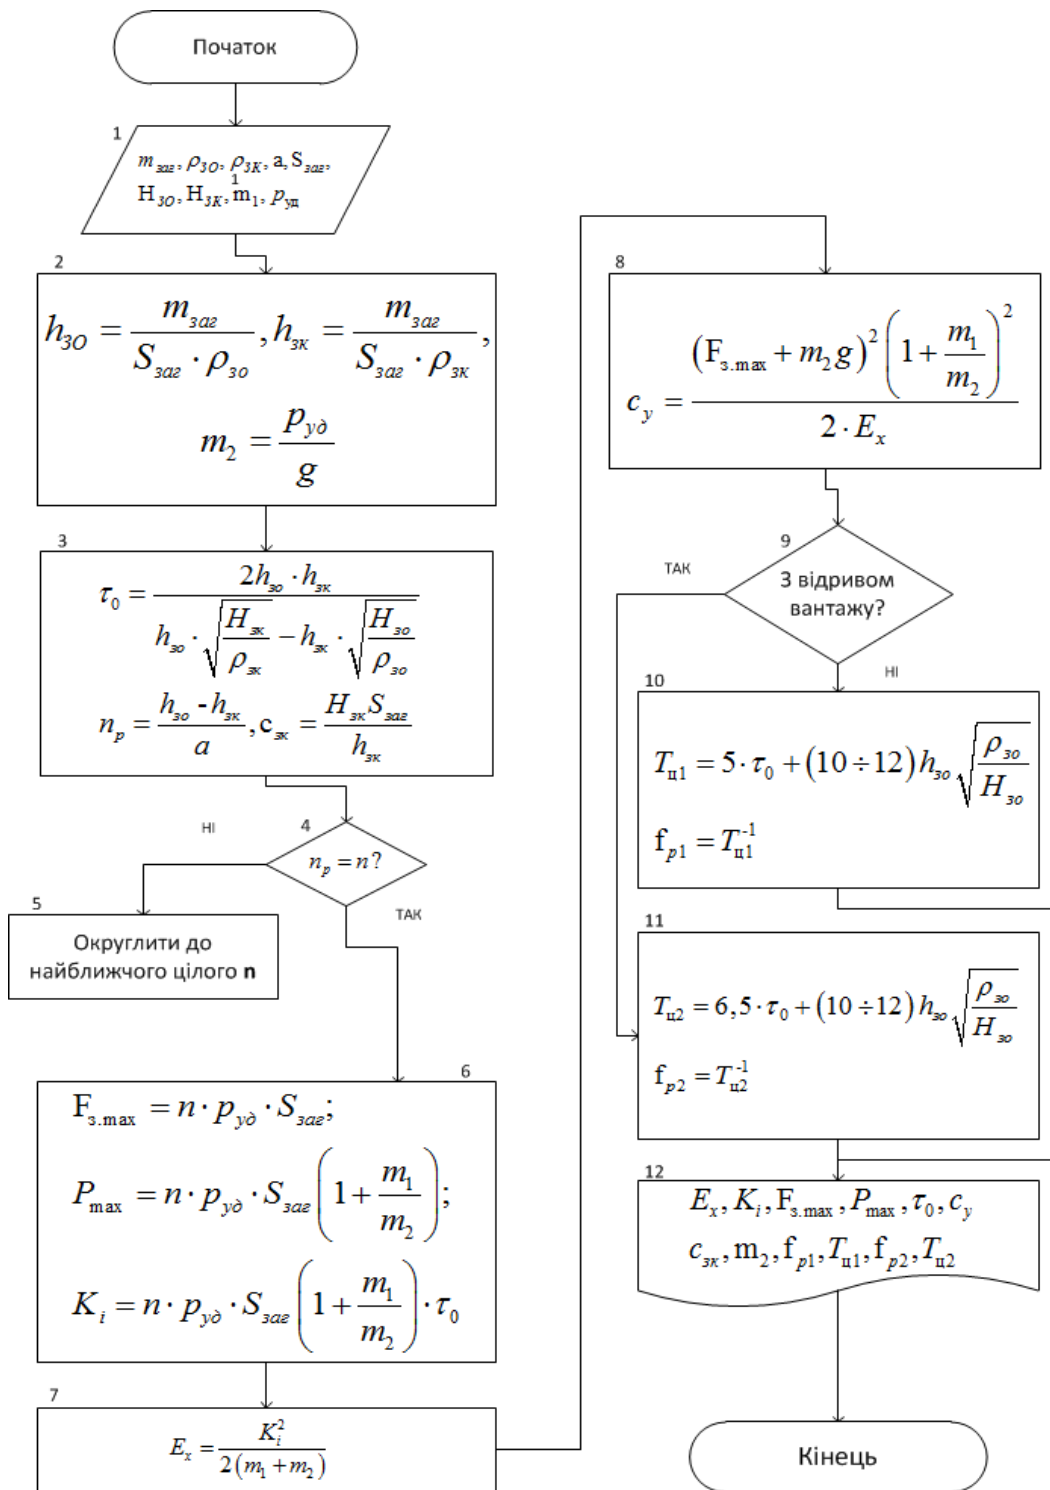 Початок
1
m_заг, ρ_ЗО, ρ_ЗК, a, S_заг,
H_ЗО, H_ЗК, m_1, p_уд
1
2
h_ЗО = m_заг / (S_заг · ρ_зо), h_зк = m_заг / (S_заг · ρ_зк),
m_2 = p_уд / g
3
τ_0 = 2h_зо · h_зк / (h_зо · √(H_зк / ρ_зк) − h_зк · √(H_зо / ρ_зо))
n_p = (h_зо - h_зк) / a, c_зк = H_зк S_заг / h_зк
НІ
4
n_p = n?
ТАК
5
Округлити до
найближчого цілого n
6
F_з.max = n · p_уд · S_заг;
P_max = n · p_уд · S_заг (1 + m_1 / m_2);
K_i = n · p_уд · S_заг (1 + m_1 / m_2) · τ_0
7
E_x = K_i^2 / 2(m_1 + m_2)
8
c_y = (F_з.max + m_2 g)^2 (1 + m_1 / m_2)^2 / (2 · E_x)
9
ТАК
З відривом
вантажу?
НІ
10
T_ц1 = 5 · τ_0 + (10 ÷ 12) h_зо √(ρ_зо / H_зо)
f_p1 = T_ц1^-1
11
T_ц2 = 6,5 · τ_0 + (10 ÷ 12) h_зо √(ρ_зо / H_зо)
f_p2 = T_ц2^-1
12
E_x, K_i, F_з.max, P_max, τ_0, c_y
c_зк, m_2, f_p1, T_ц1, f_p2, T_ц2
Кінець